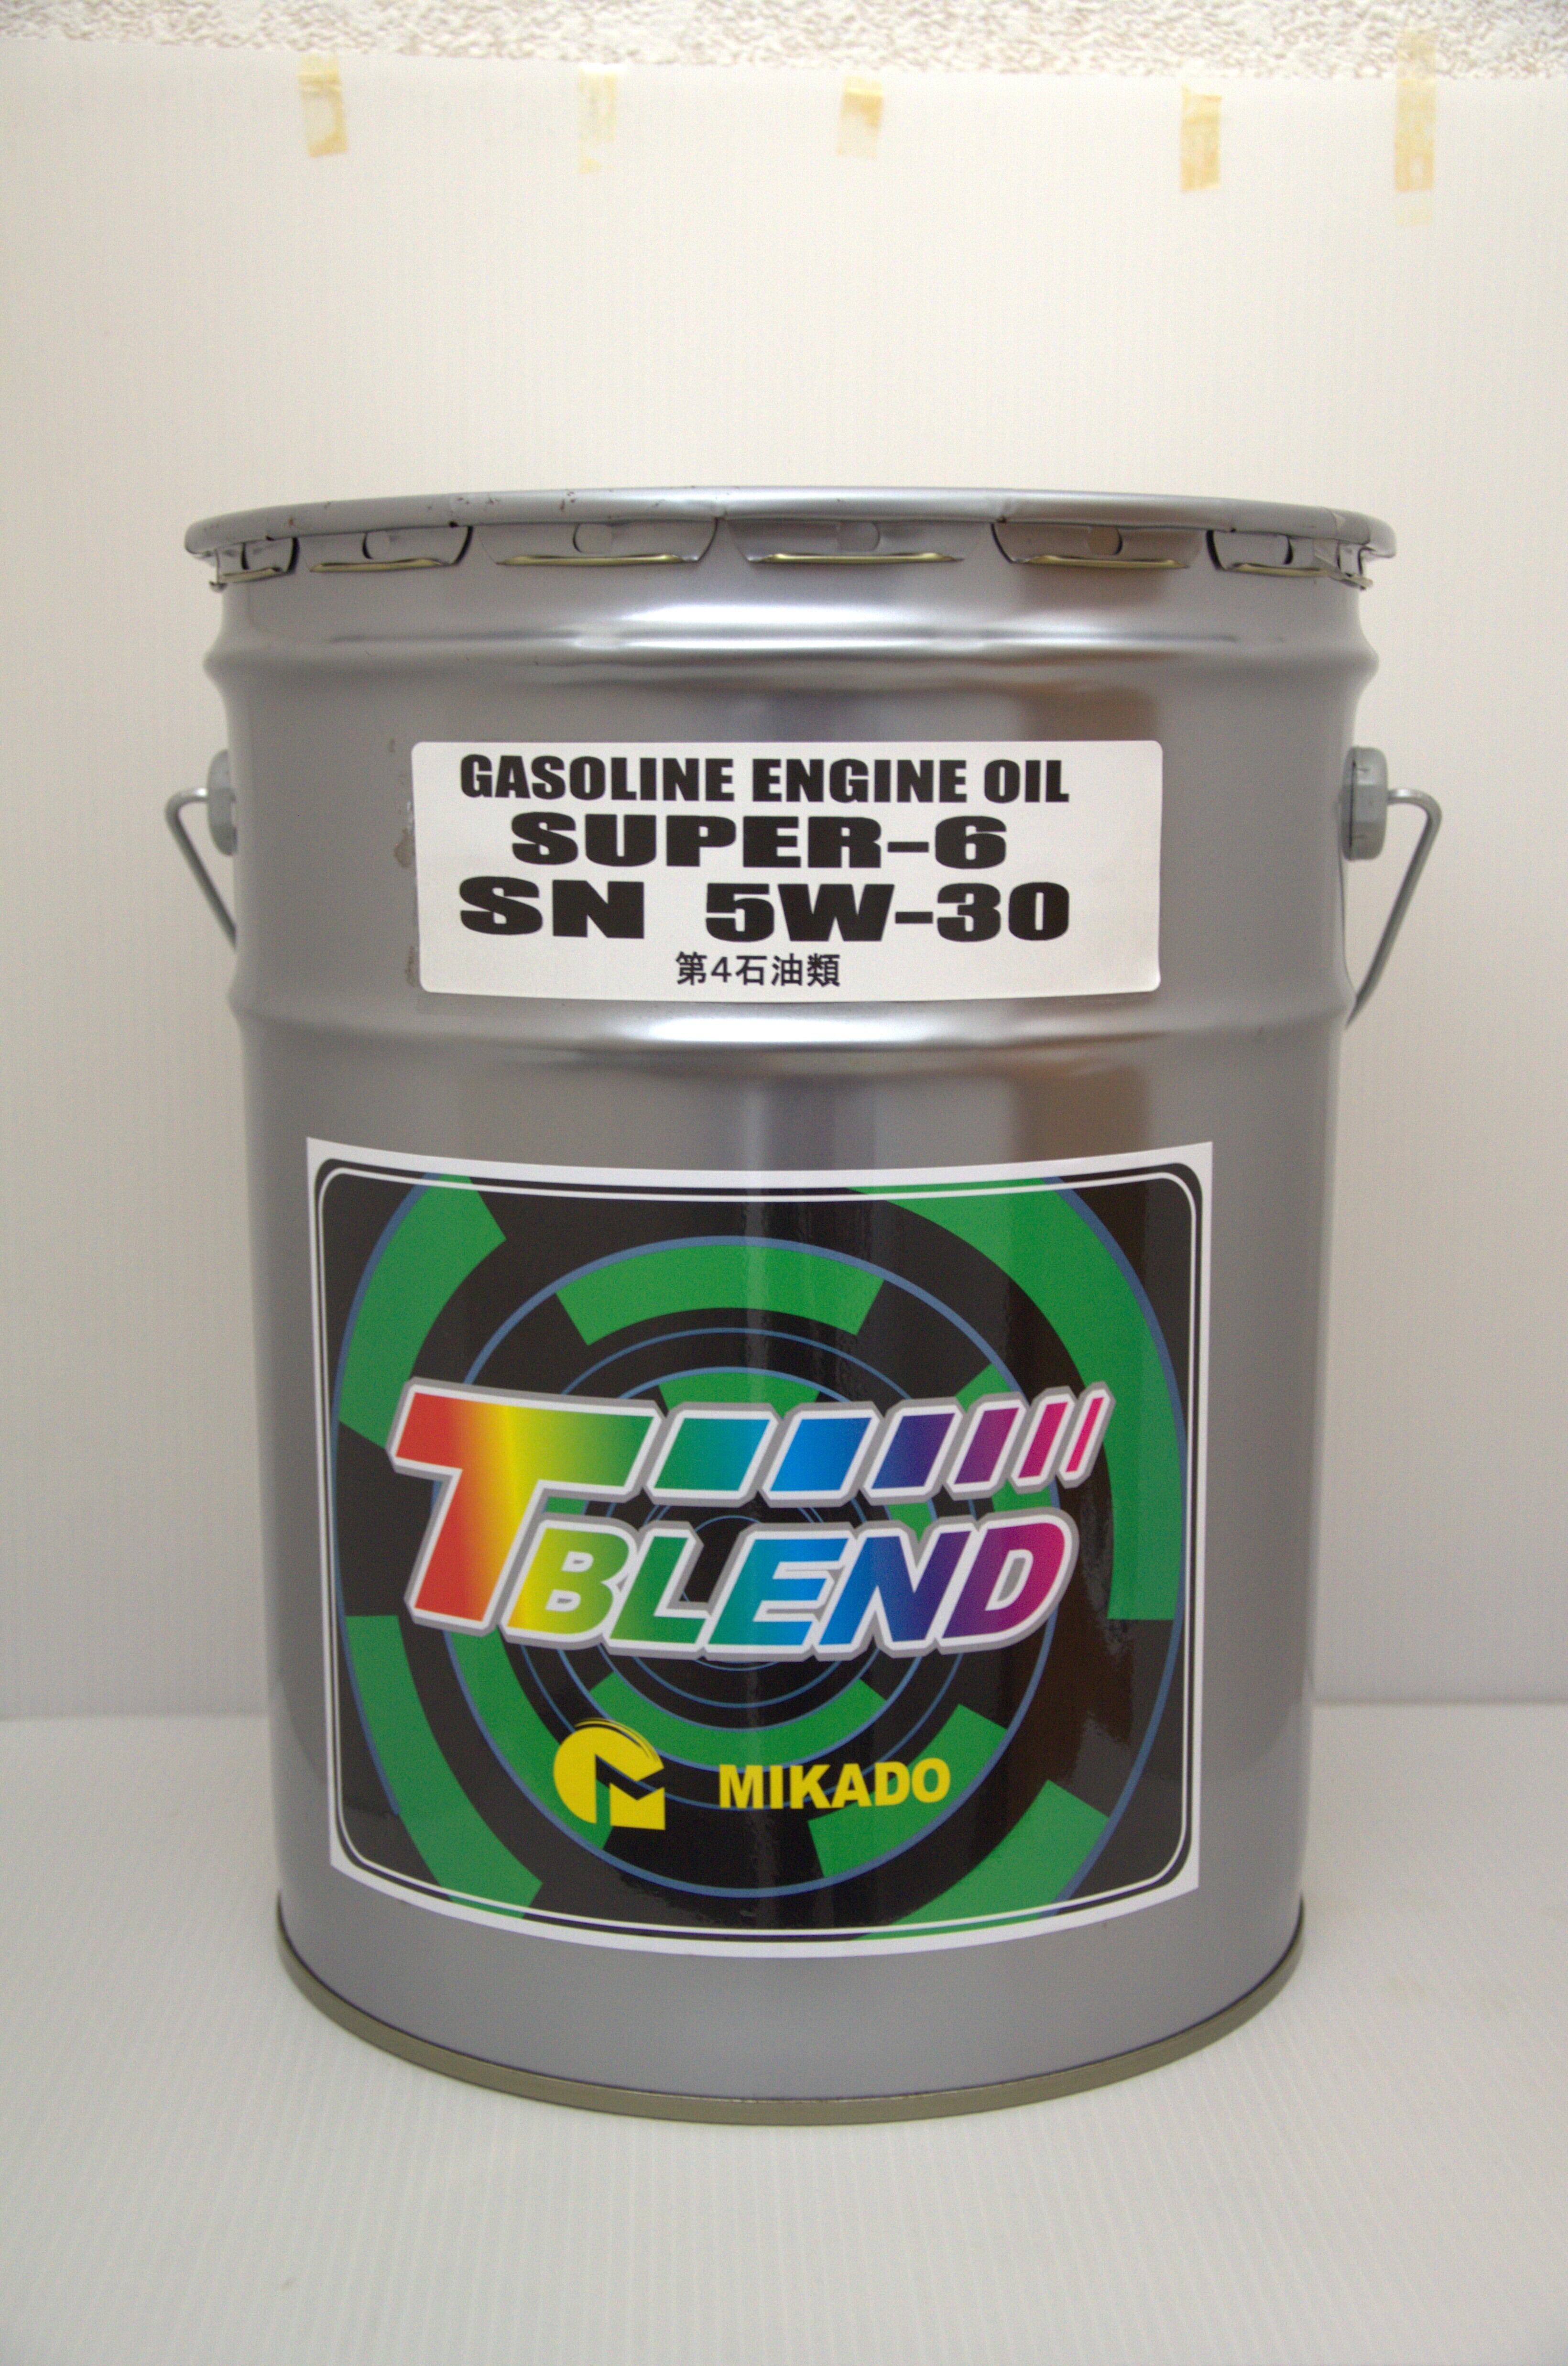 GASOLINE ENGINE OIL
SUPER-6
SN 5W-30
第4石油類
T BLEND
MIKADO